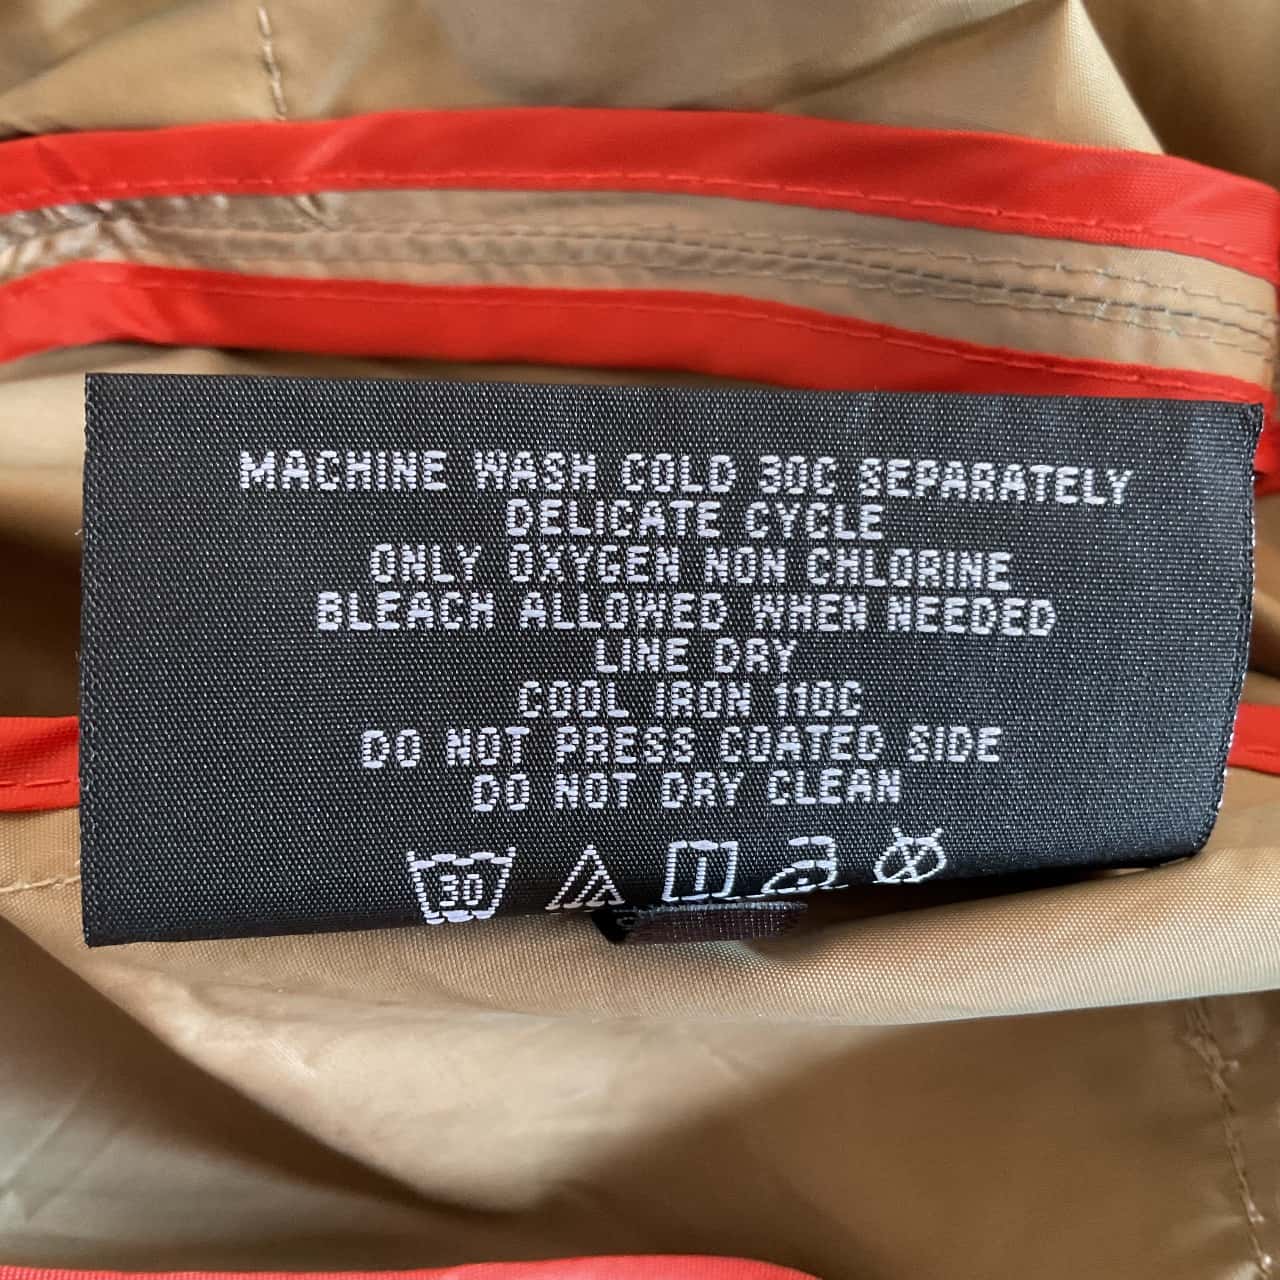 MACHINE WASH COLD 30C SEPARATELY
DELICATE CYCLE
ONLY OXYGEN NON CHLORINE
BLEACH ALLOWED WHEN NEEDED
LINE DRY
COOL IRON 110C
DO NOT PRESS COATED SIDE
DO NOT DRY CLEAN
30